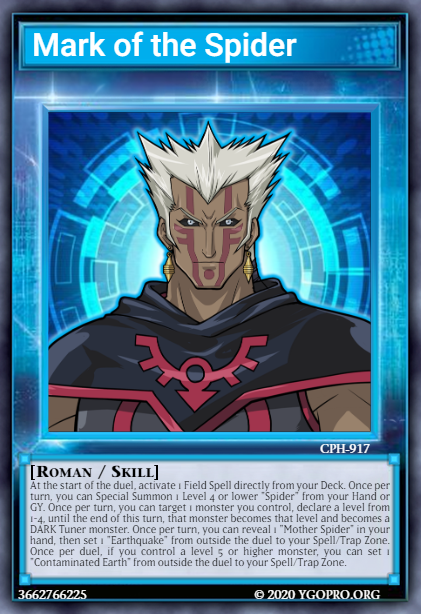 Mark of the Spider
CPH-917
[Roman / Skill]
At the start of the duel, activate 1 Field Spell directly from your Deck. Once per
turn, you can Special Summon 1 Level 4 or lower "Spider" from your Hand or
GY. Once per turn, you can target 1 monster you control, declare a level from
1-4, until the end of this turn, that monster becomes that level and becomes a
DARK Tuner monster. Once per turn, you can reveal 1 "Mother Spider" in your
hand, then set 1 "Earthquake" from outside the duel to your Spell/Trap Zone.
Once per duel, if you control a level 5 or higher monster, you can set 1
"Contaminated Earth" from outside the duel to your Spell/Trap Zone.
3662766225
© 2020 YGOPRO.ORG